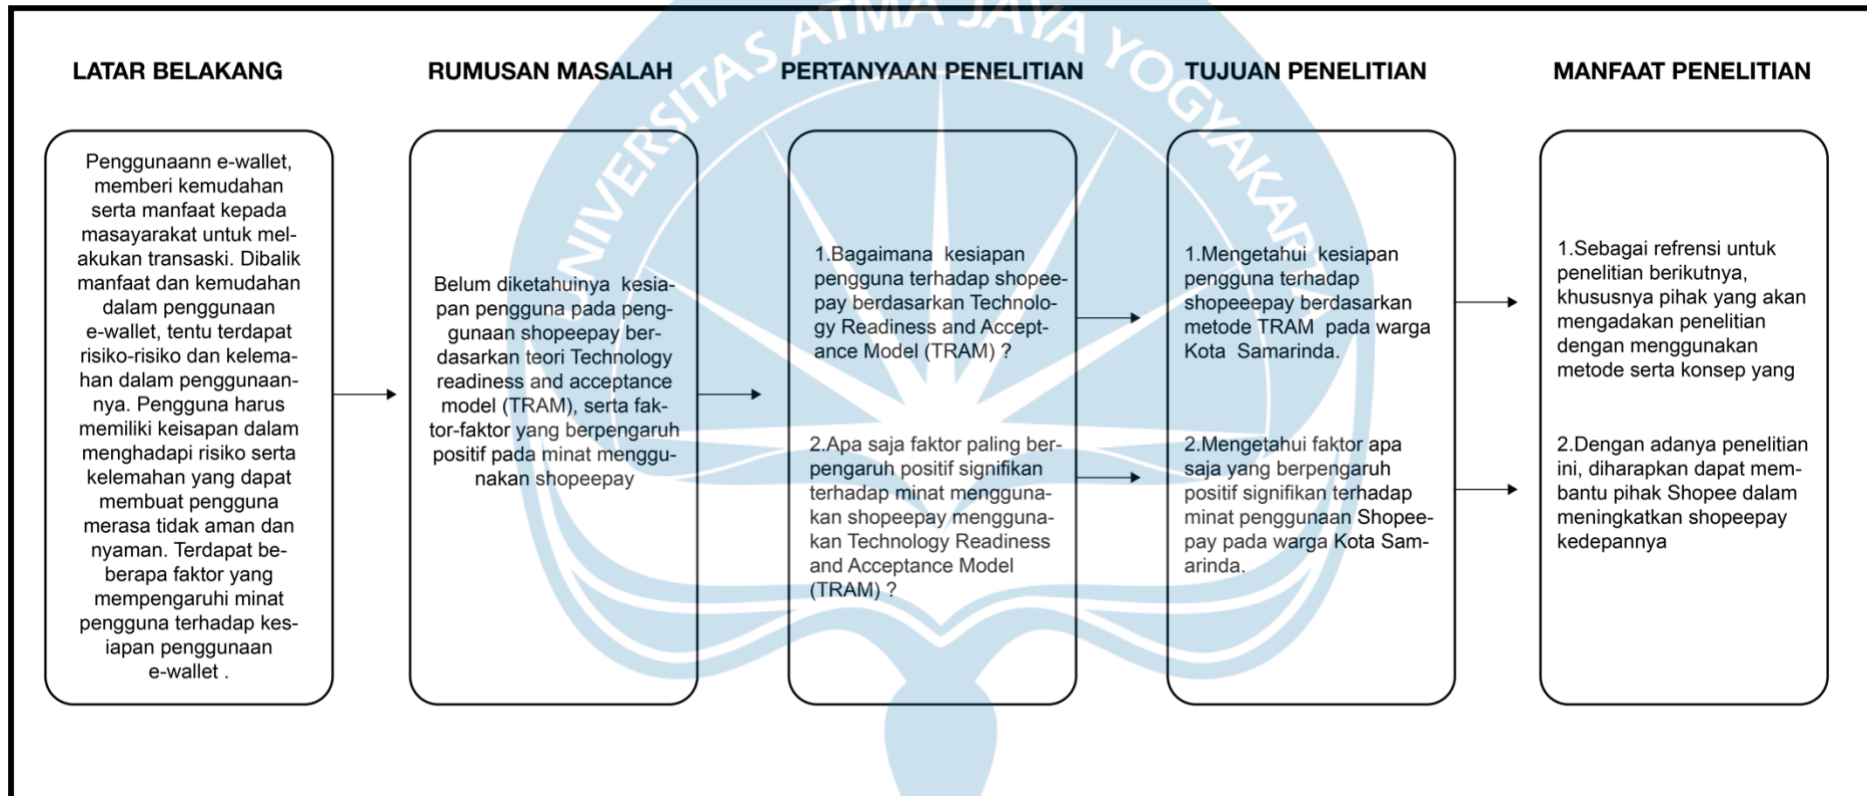 UNIVERSITAS ATMA JAYA YOGYAKARTA
LATAR BELAKANG
Penggunaann e-wallet,
memberi kemudahan
serta manfaat kepada
masayarakat untuk mel-
akukan transaski. Dibalik
manfaat dan kemudahan
dalam penggunaan
e-wallet, tentu terdapat
risiko-risiko dan kelema-
han dalam penggunaan-
nya. Pengguna harus
memiliki keisapan dalam
menghadapi risiko serta
kelemahan yang dapat
membuat pengguna
merasa tidak aman dan
nyaman. Terdapat be-
berapa faktor yang
mempengaruhi minat
pengguna terhadap kes-
iapan penggunaan
e-wallet .
RUMUSAN MASALAH
Belum diketahuinya kesia-
pan pengguna pada peng-
gunaan shopeepay ber-
dasarkan teori Technology
readiness and acceptance
model (TRAM), serta fak-
tor-faktor yang berpengaruh
positif pada minat menggu-
nakan shopeepay
PERTANYAAN PENELITIAN
1.Bagaimana kesiapan
pengguna terhadap shopee-
pay berdasarkan Technolo-
gy Readiness and Accept-
ance Model (TRAM) ?
2.Apa saja faktor paling ber-
pengaruh positif signifikan
terhadap minat mengguna-
kan shopeepay mengguna-
kan Technology Readiness
and Acceptance Model
(TRAM) ?
TUJUAN PENELITIAN
1.Mengetahui kesiapan
pengguna terhadap
shopeeepay berdasarkan
metode TRAM pada warga
Kota Samarinda.
2.Mengetahui faktor apa
saja yang berpengaruh
positif signifikan terhadap
minat penggunaan Shopee-
pay pada warga Kota Sam-
arinda.
MANFAAT PENELITIAN
1.Sebagai refrensi untuk
penelitian berikutnya,
khususnya pihak yang akan
mengadakan penelitian
dengan menggunakan
metode serta konsep yang
2.Dengan adanya penelitian
ini, diharapkan dapat mem-
bantu pihak Shopee dalam
meningkatkan shopeepay
kedepannya